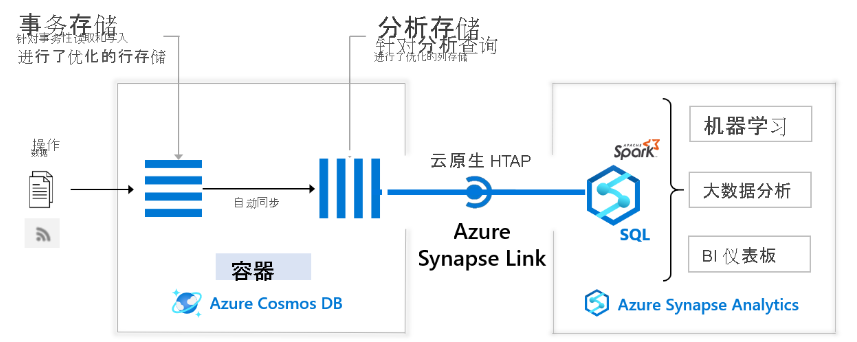 事务存储
针对事务性读取和写入
进行了优化的行存储
分析存储
针对分析查询
进行了优化的列存储
操作
数据
自动同步
容器
Azure Cosmos DB
云原生 HTAP
Azure
Synapse Link
APACHE
Spark
SQL
机器学习
大数据分析
BI 仪表板
Azure Synapse Analytics